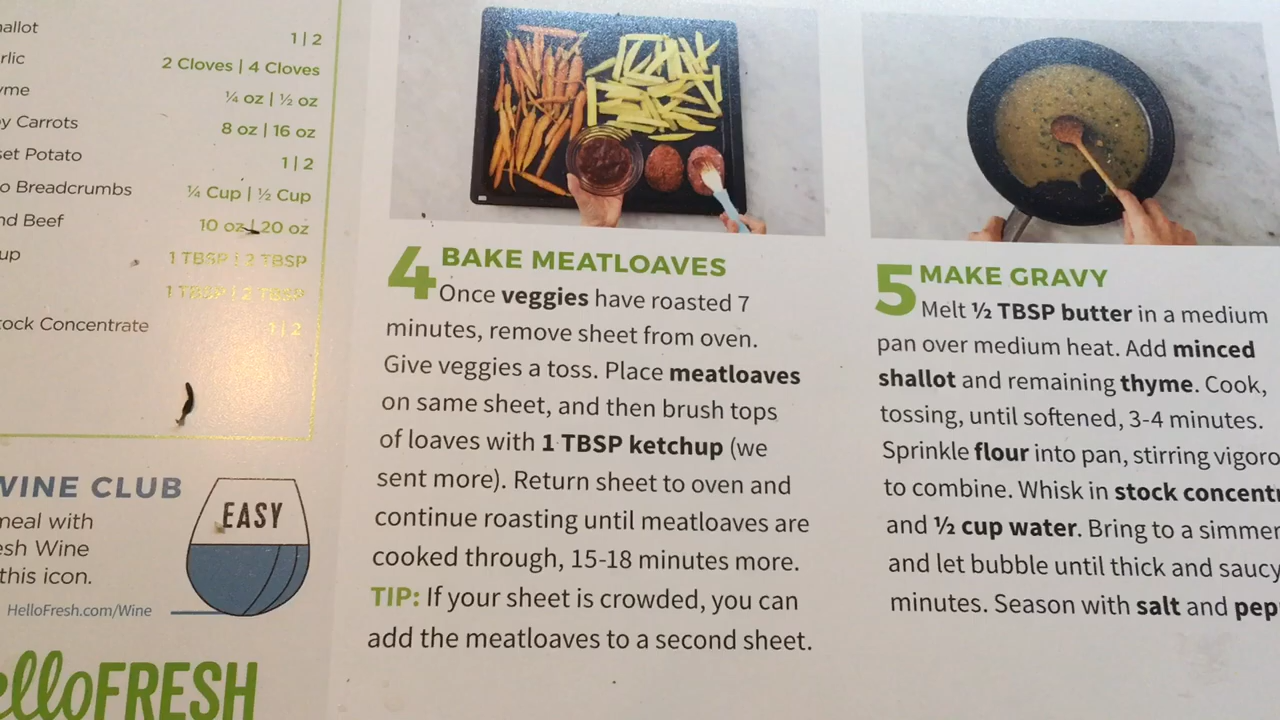 allot 1 | 2
rlic 2 Cloves | 4 Cloves
yme ¼ oz | ½ oz
y Carrots 8 oz | 16 oz
set Potato 1 | 2
o Breadcrumbs ¼ Cup | ½ Cup
nd Beef 10 oz | 20 oz
up 1 TBSP | 2 TBSP
1 TBSP | 2 TBSP
tock Concentrate 1 | 2
WINE CLUB
meal with
esh Wine
this icon.
HelloFresh.com/Wine
EASY
elloFRESH
4 BAKE MEATLOAVES
Once veggies have roasted 7
minutes, remove sheet from oven.
Give veggies a toss. Place meatloaves
on same sheet, and then brush tops
of loaves with 1 TBSP ketchup (we
sent more). Return sheet to oven and
continue roasting until meatloaves are
cooked through, 15-18 minutes more.
TIP: If your sheet is crowded, you can
add the meatloaves to a second sheet.
5 MAKE GRAVY
Melt ½ TBSP butter in a medium
pan over medium heat. Add minced
shallot and remaining thyme. Cook,
tossing, until softened, 3-4 minutes.
Sprinkle flour into pan, stirring vigoro
to combine. Whisk in stock concentr
and ½ cup water. Bring to a simmer
and let bubble until thick and saucy
minutes. Season with salt and pep